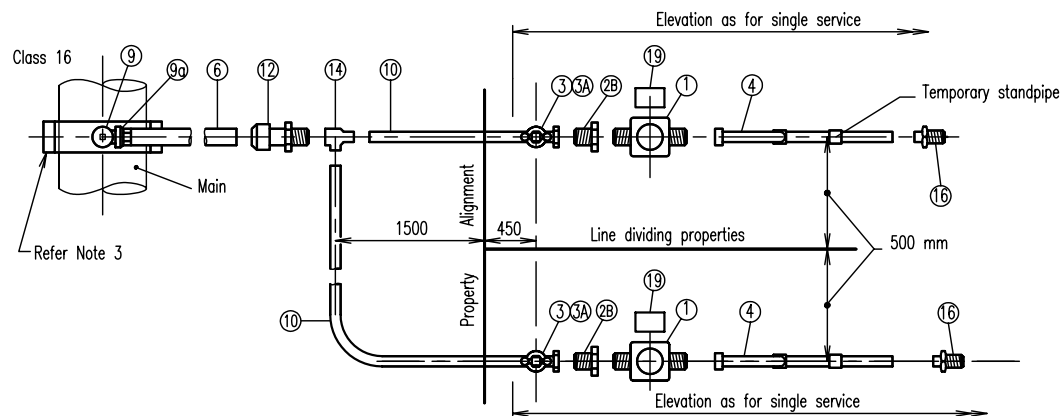 Elevation as for single service
Class 16
9
9a
6
12
14
10
3
3A
2B
19
1
4
Temporary standpipe
16
Main
Refer Note 3
Property Alignment
1500
450
Line dividing properties
500 mm
10
3
3A
2B
19
1
4
16
Elevation as for single service